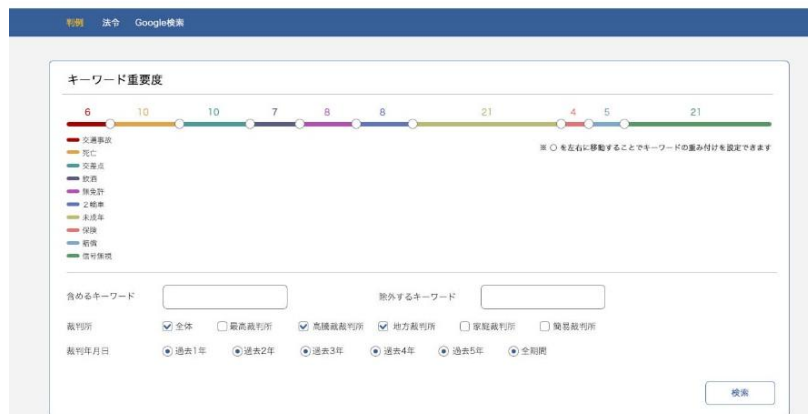 判例 法令 Google検索
キーワード重要度
6 10 10 7 8 8 21 4 5 21
交通事故
死亡
交差点
飲酒
無免許
2輪車
未成年
保険
賠償
信号無視
※ ○ を左右に移動することでキーワードの重み付けを設定できます
含めるキーワード 除外するキーワード
裁判所 全体 最高裁判所 高騰裁裁判所 地方裁判所 家庭裁判所 簡易裁判所
裁判年月日 過去1年 過去2年 過去3年 過去4年 過去5年 全期間
検索